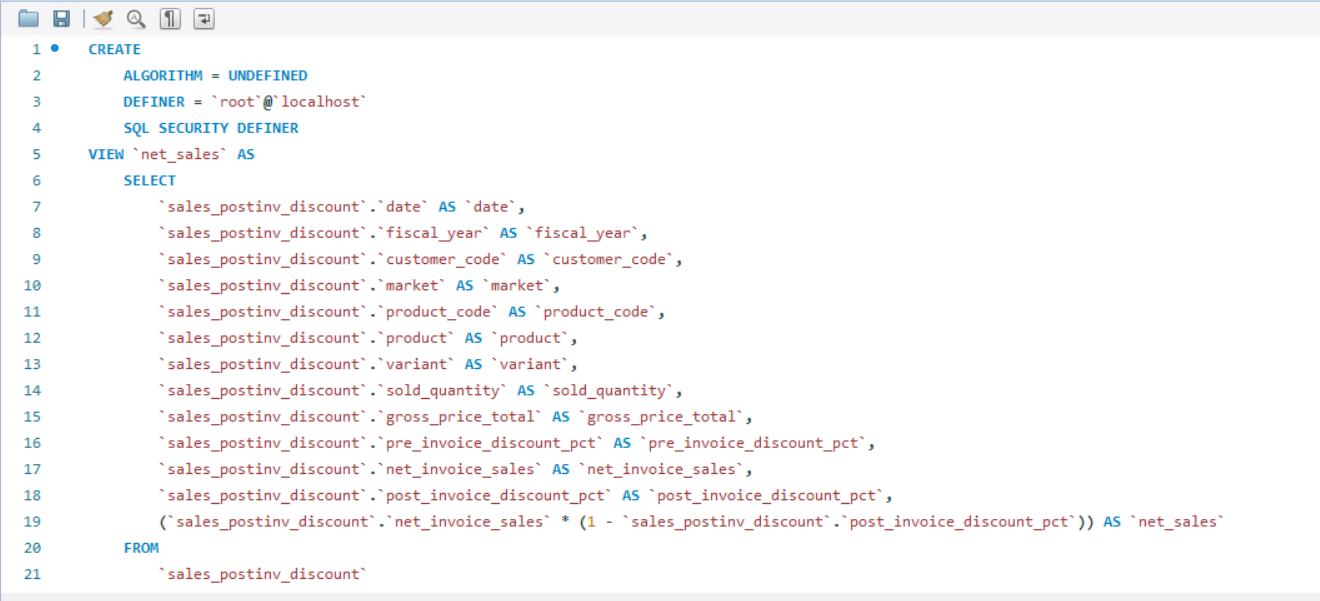 1 CREATE
2 ALGORITHM = UNDEFINED
3 DEFINER = `root`@`localhost`
4 SQL SECURITY DEFINER
5 VIEW `net_sales` AS
6 SELECT
7 `sales_postinv_discount`.`date` AS `date`,
8 `sales_postinv_discount`.`fiscal_year` AS `fiscal_year`,
9 `sales_postinv_discount`.`customer_code` AS `customer_code`,
10 `sales_postinv_discount`.`market` AS `market`,
11 `sales_postinv_discount`.`product_code` AS `product_code`,
12 `sales_postinv_discount`.`product` AS `product`,
13 `sales_postinv_discount`.`variant` AS `variant`,
14 `sales_postinv_discount`.`sold_quantity` AS `sold_quantity`,
15 `sales_postinv_discount`.`gross_price_total` AS `gross_price_total`,
16 `sales_postinv_discount`.`pre_invoice_discount_pct` AS `pre_invoice_discount_pct`,
17 `sales_postinv_discount`.`net_invoice_sales` AS `net_invoice_sales`,
18 `sales_postinv_discount`.`post_invoice_discount_pct` AS `post_invoice_discount_pct`,
19 (`sales_postinv_discount`.`net_invoice_sales` * (1 - `sales_postinv_discount`.`post_invoice_discount_pct`)) AS `net_sales`
20 FROM
21 `sales_postinv_discount`